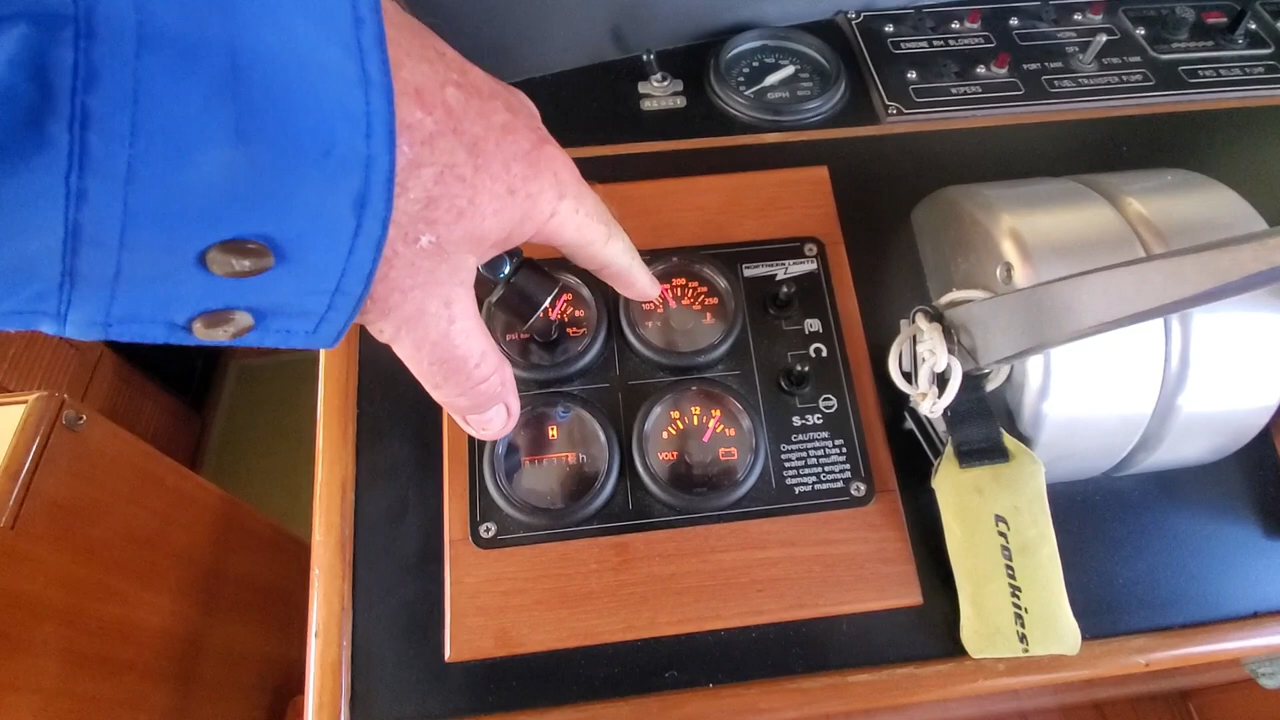 RESET
GPH
ENGINE RM BLOWERS
HORN
OFF
PORT TANK
STBD TANK
WIPERS
FUEL TRANSFER PUMP
FWD BILGE PUMP
NORTHERN LIGHTS
60
80
psi bar
105
200
250
°F
S-3C
CAUTION:
Overcranking an
engine that has a
water lift muffler
can cause engine
damage. Consult
your manual.
h
8
10
12
14
16
VOLT
Crookies